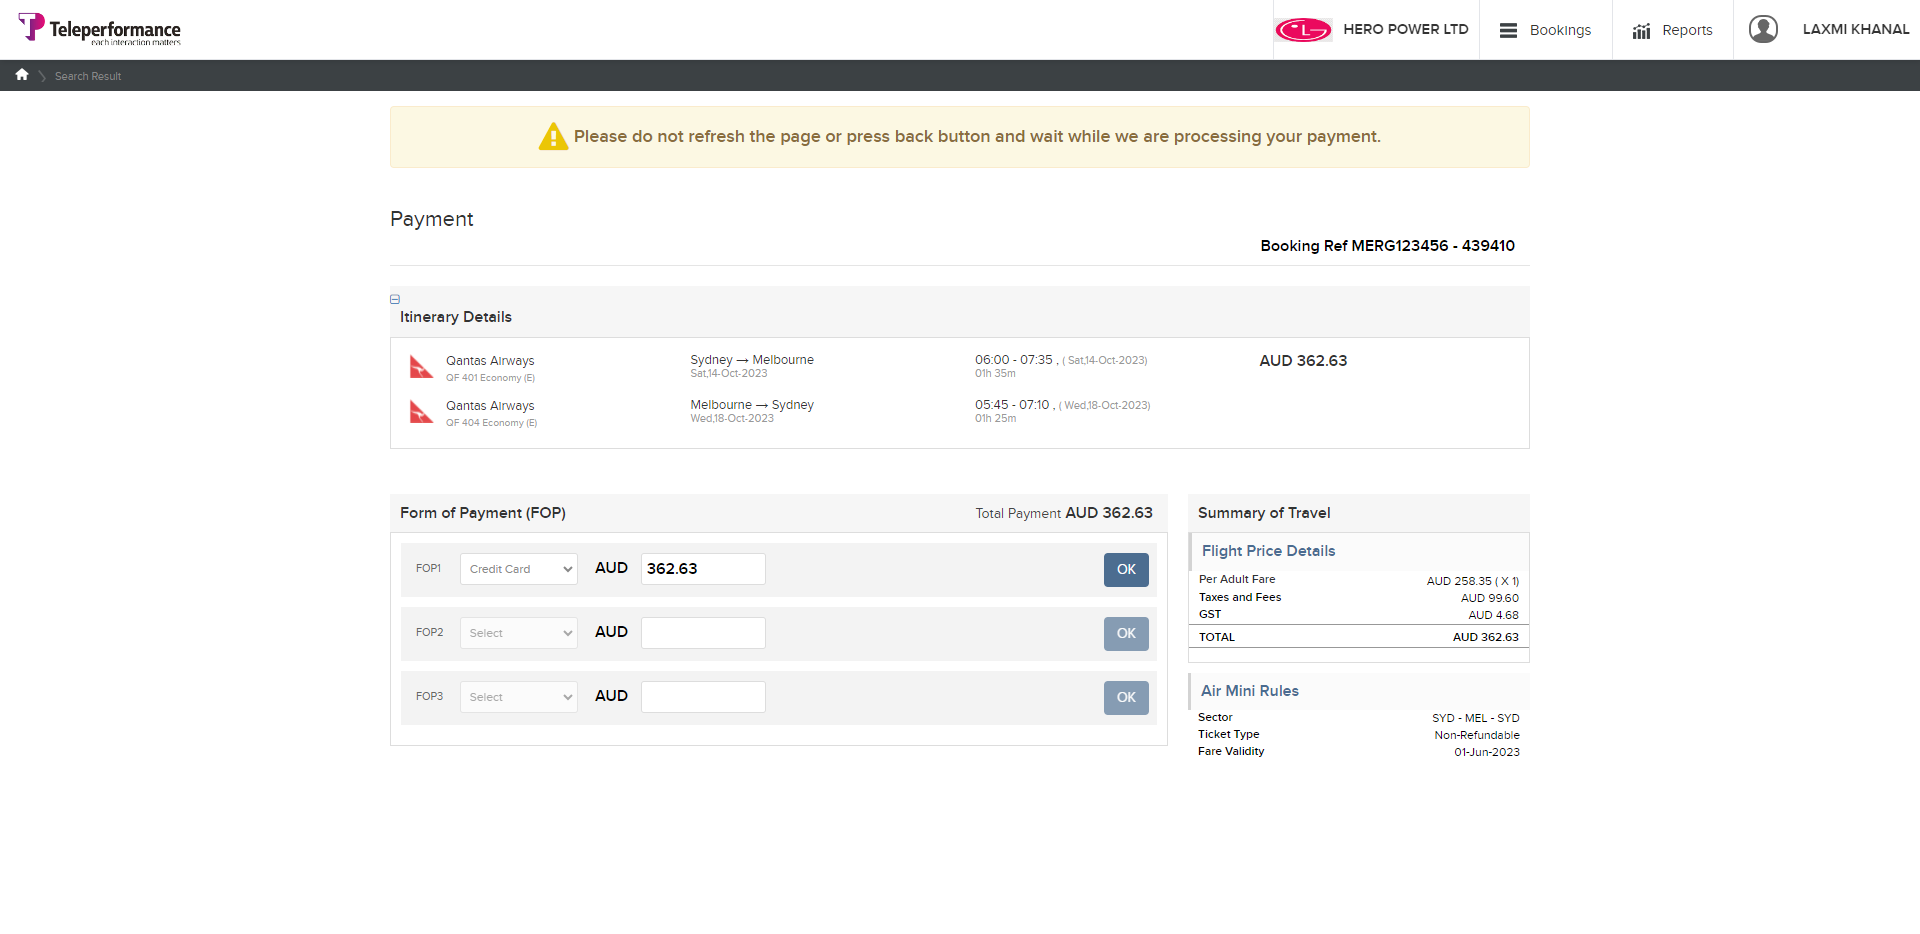 Teleperformance
each interaction matters
HERO POWER LTD
Bookings
Reports
LAXMI KHANAL
Search Result
Please do not refresh the page or press back button and wait while we are processing your payment.
Payment
Booking Ref MERG123456 - 439410
Itinerary Details
Qantas Airways
QF 401 Economy (E)
Sydney → Melbourne
Sat,14-Oct-2023
06:00 - 07:35 , ( Sat,14-Oct-2023)
01h 35m
AUD 362.63
Qantas Airways
QF 404 Economy (E)
Melbourne → Sydney
Wed,18-Oct-2023
05:45 - 07:10 , ( Wed,18-Oct-2023)
01h 25m
Form of Payment (FOP)
Total Payment AUD 362.63
FOP1 Credit Card AUD 362.63 OK
FOP2 Select AUD OK
FOP3 Select AUD OK
Summary of Travel
Flight Price Details
Per Adult Fare AUD 258.35 ( X 1)
Taxes and Fees AUD 99.60
GST AUD 4.68
TOTAL AUD 362.63
Air Mini Rules
Sector SYD - MEL - SYD
Ticket Type Non-Refundable
Fare Validity 01-Jun-2023